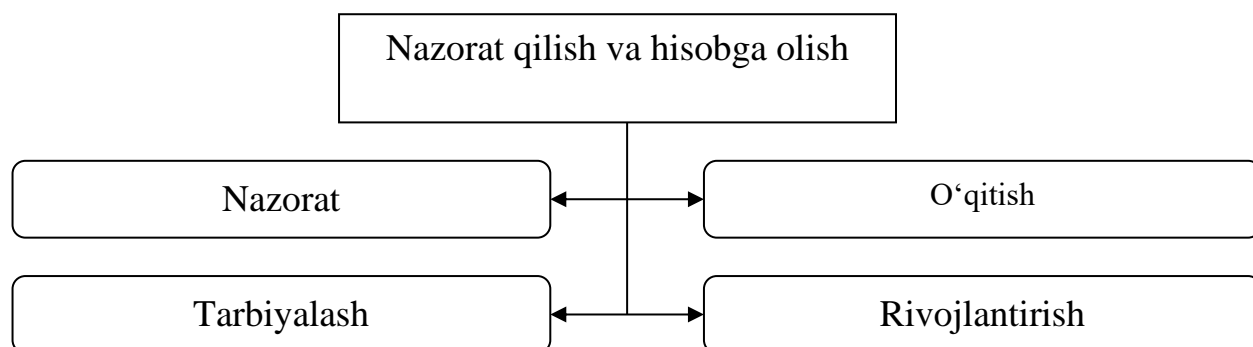 Nazorat qilish va hisobga olish
Nazorat
O‘qitish
Tarbiyalash
Rivojlantirish